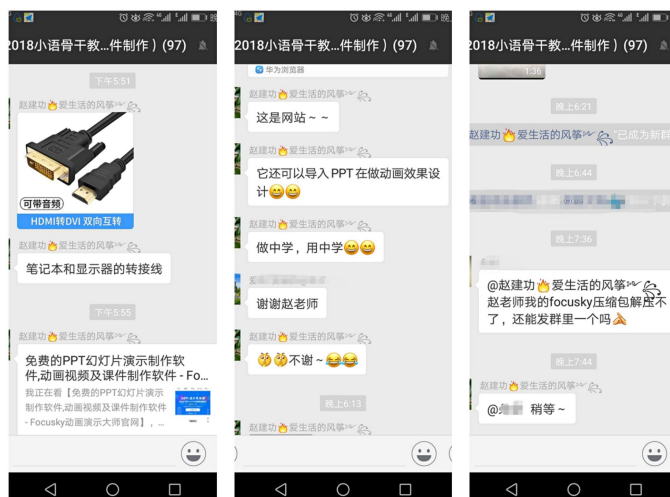 2018小语骨干教...件制作）(97)
下午5:51
赵建功🔥爱生活的风筝
可带音频
HDMI转DVI 双向互转
赵建功🔥爱生活的风筝
笔记本和显示器的转接线
下午5:55
赵建功🔥爱生活的风筝
免费的PPT幻灯片演示制作软
件,动画视频及课件制作软件 - Fo...
我正在看【免费的PPT幻灯片演示
制作软件,动画视频及课件制作软件
- Focusky动画演示大师官网】，...
2018小语骨干教...件制作）(97)
华为浏览器
赵建功🔥爱生活的风筝
这是网站~~
赵建功🔥爱生活的风筝
它还可以导入PPT在做动画效果设
计😄😄
赵建功🔥爱生活的风筝
做中学，用中学😄😄
谢谢赵老师
赵建功🔥爱生活的风筝
不谢~😂😂
晚上6:13
赵建功🔥爱生活的风筝
2018小语骨干教...件制作）(97)
1:36
晚上6:21
赵建功🔥爱生活的风筝"已成为新群
晚上6:44
晚上7:36
@赵建功🔥爱生活的风筝
赵老师我的focusky压缩包解压不
了，还能发群里一个吗🙏
晚上7:44
赵建功🔥爱生活的风筝
@ 稍等~